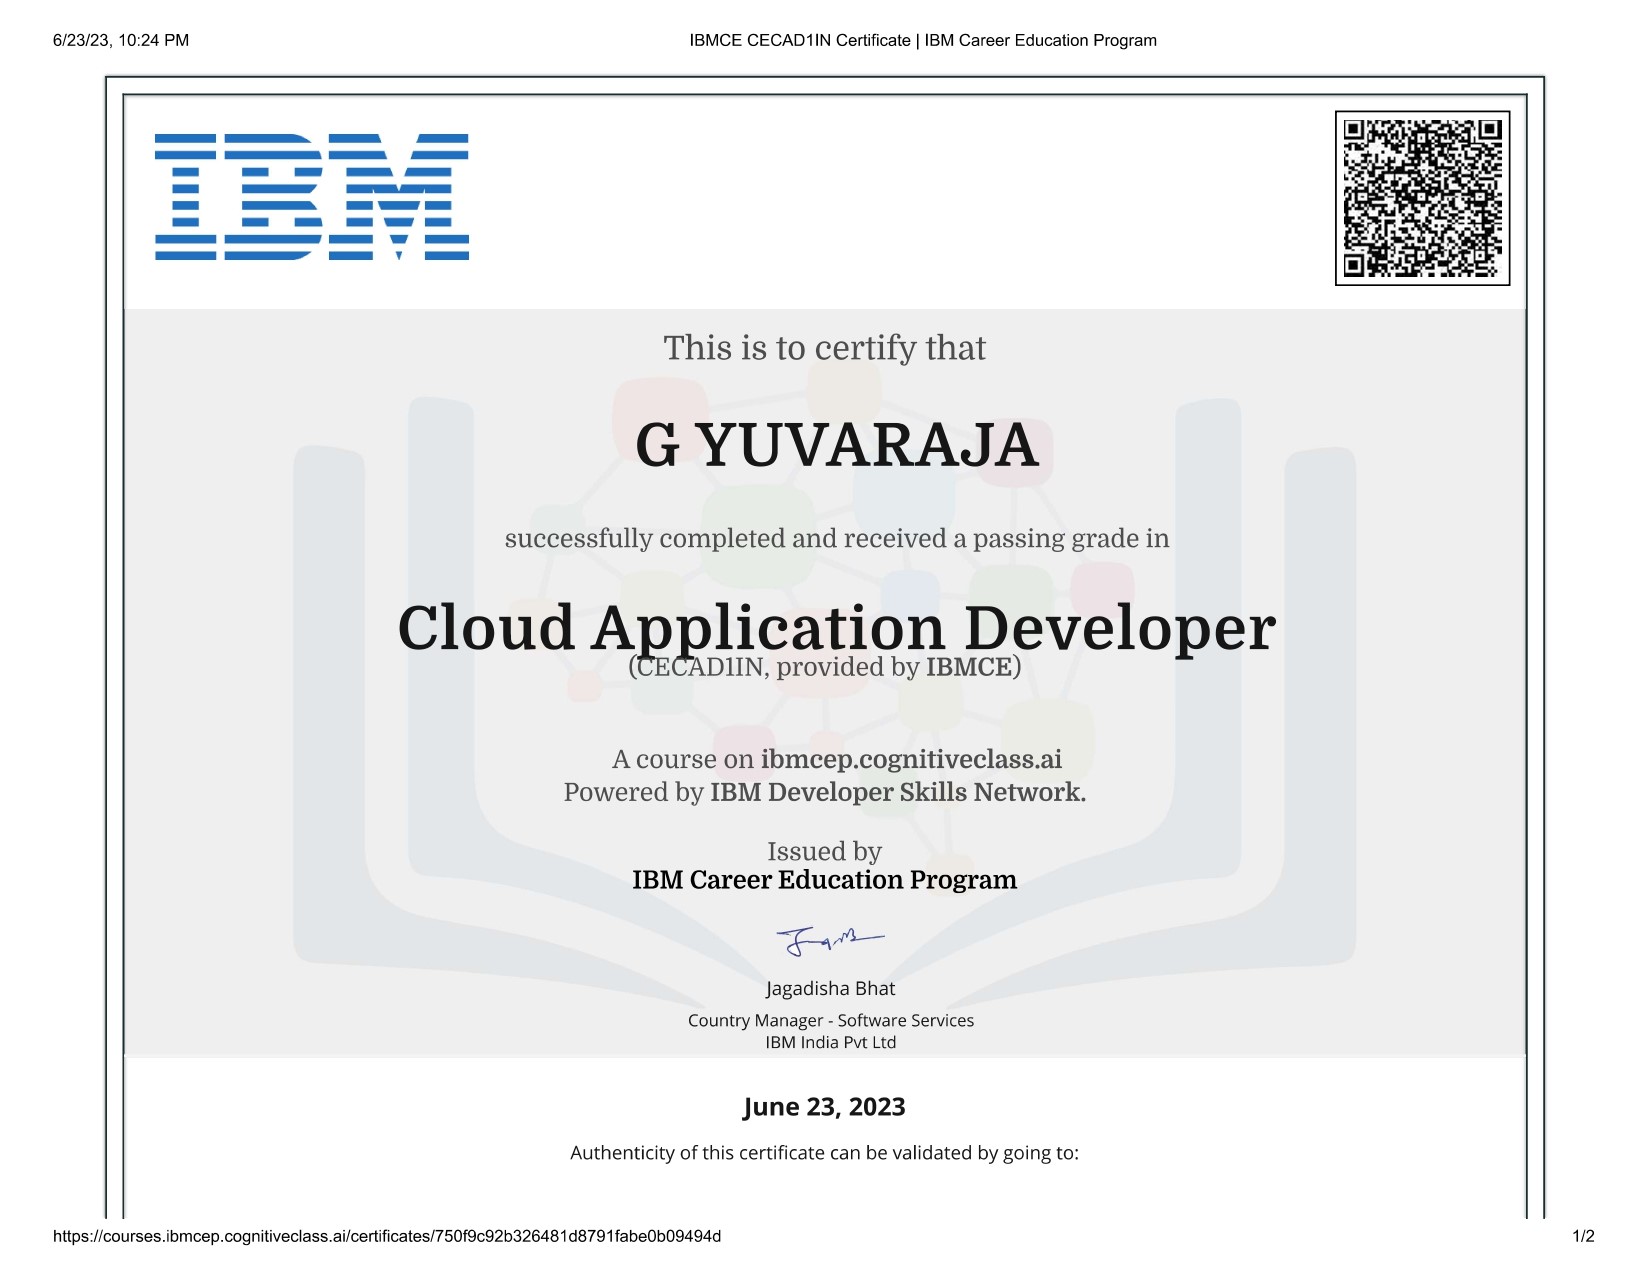 6/23/23, 10:24 PM
IBMCE CECAD1IN Certificate | IBM Career Education Program
IBM
This is to certify that
G YUVARAJA
successfully completed and received a passing grade in
Cloud Application Developer
(CECAD1IN, provided by IBMCE)
A course on ibmcep.cognitiveclass.ai
Powered by IBM Developer Skills Network.
Issued by
IBM Career Education Program
Jagadisha Bhat
Country Manager - Software Services
IBM India Pvt Ltd
June 23, 2023
Authenticity of this certificate can be validated by going to:
https://courses.ibmcep.cognitiveclass.ai/certificates/750f9c92b326481d8791fabe0b09494d
1/2